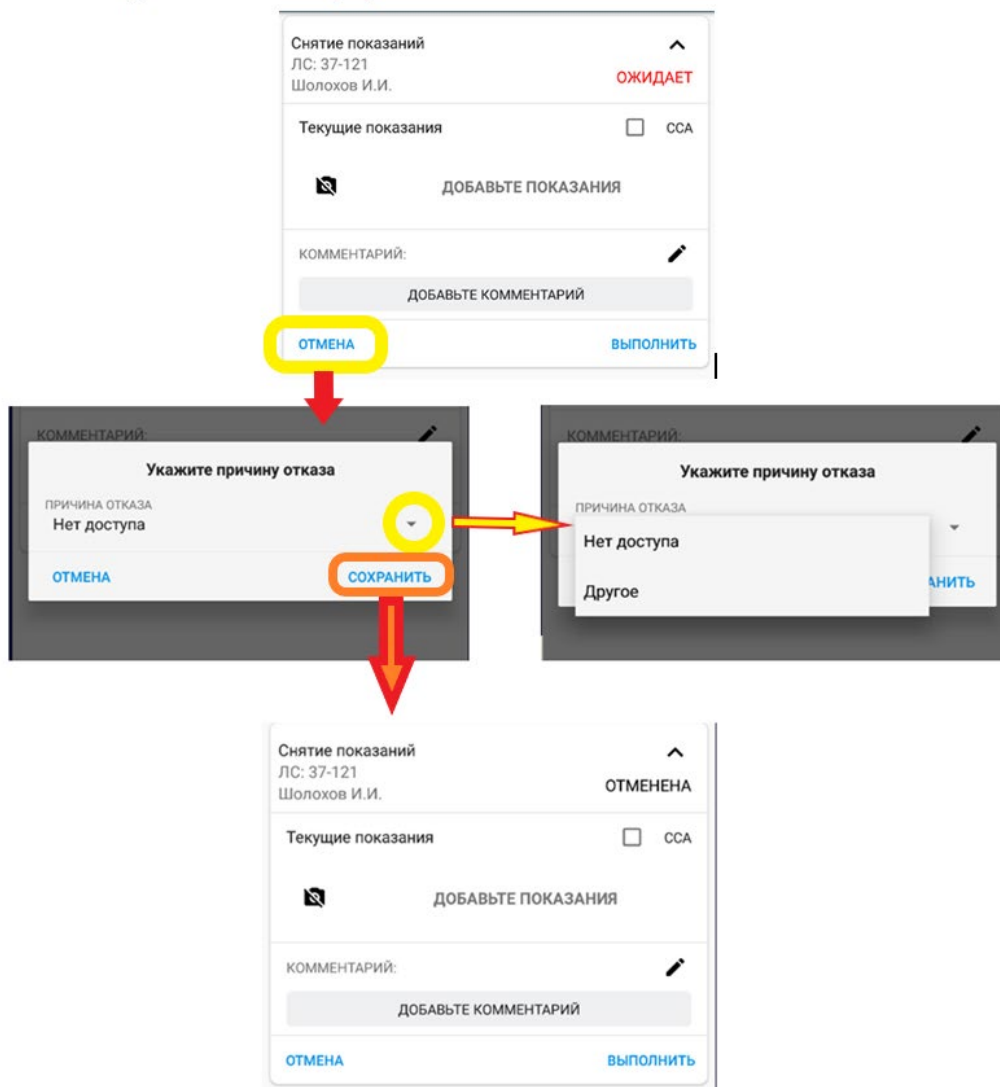 Снятие показаний
ЛС: 37-121
Шолохов И.И.
ОЖИДАЕТ
Текущие показания
ССА
ДОБАВЬТЕ ПОКАЗАНИЯ
КОММЕНТАРИЙ:
ДОБАВЬТЕ КОММЕНТАРИЙ
ОТМЕНА
ВЫПОЛНИТЬ
КОММЕНТАРИЙ:
Укажите причину отказа
ПРИЧИНА ОТКАЗА
Нет доступа
ОТМЕНА
СОХРАНИТЬ
КОММЕНТАРИЙ:
Укажите причину отказа
ПРИЧИНА ОТКАЗА
Нет доступа
Другое
АНИТЬ
Снятие показаний
ЛС: 37-121
Шолохов И.И.
ОТМЕНЕНА
Текущие показания
ССА
ДОБАВЬТЕ ПОКАЗАНИЯ
КОММЕНТАРИЙ:
ДОБАВЬТЕ КОММЕНТАРИЙ
ОТМЕНА
ВЫПОЛНИТЬ